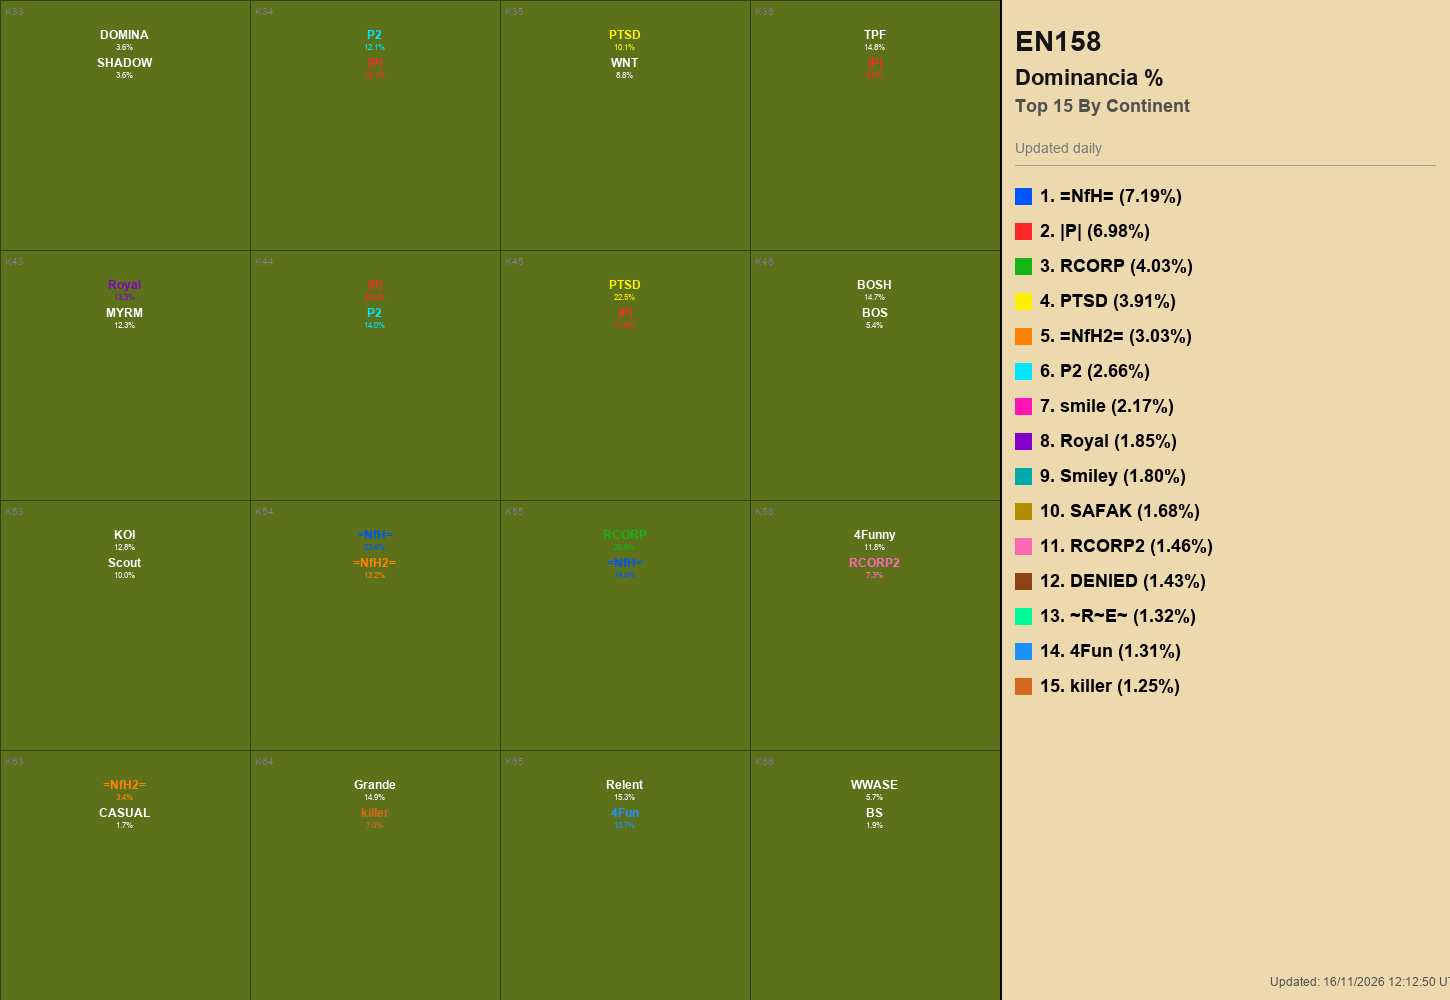 K33
DOMINA
3.6%
SHADOW
3.6%
K34
P2
12.1%
|P|
K35
PTSD
10.1%
WNT
8.8%
K36
TPF
14.8%
|P|
K43
Royal
13.3%
MYRM
12.3%
K44
|P|
P2
14.0%
K45
PTSD
22.5%
|P|
K46
BOSH
14.7%
BOS
5.4%
K53
KOI
12.8%
Scout
10.0%
K54
=NfH=
=NfH2=
13.2%
K55
RCORP
=NfH=
K56
4Funny
11.8%
RCORP2
7.3%
K63
=NfH2=
3.4%
CASUAL
1.7%
K64
Grande
14.9%
killer
7.0%
K65
Relent
15.3%
4Fun
10.7%
K66
WWASE
5.7%
BS
1.9%
EN158
Dominancia %
Top 15 By Continent
Updated daily
1. =NfH= (7.19%)
2. |P| (6.98%)
3. RCORP (4.03%)
4. PTSD (3.91%)
5. =NfH2= (3.03%)
6. P2 (2.66%)
7. smile (2.17%)
8. Royal (1.85%)
9. Smiley (1.80%)
10. SAFAK (1.68%)
11. RCORP2 (1.46%)
12. DENIED (1.43%)
13. ~R~E~ (1.32%)
14. 4Fun (1.31%)
15. killer (1.25%)
Updated: 16/11/2026 12:12:50